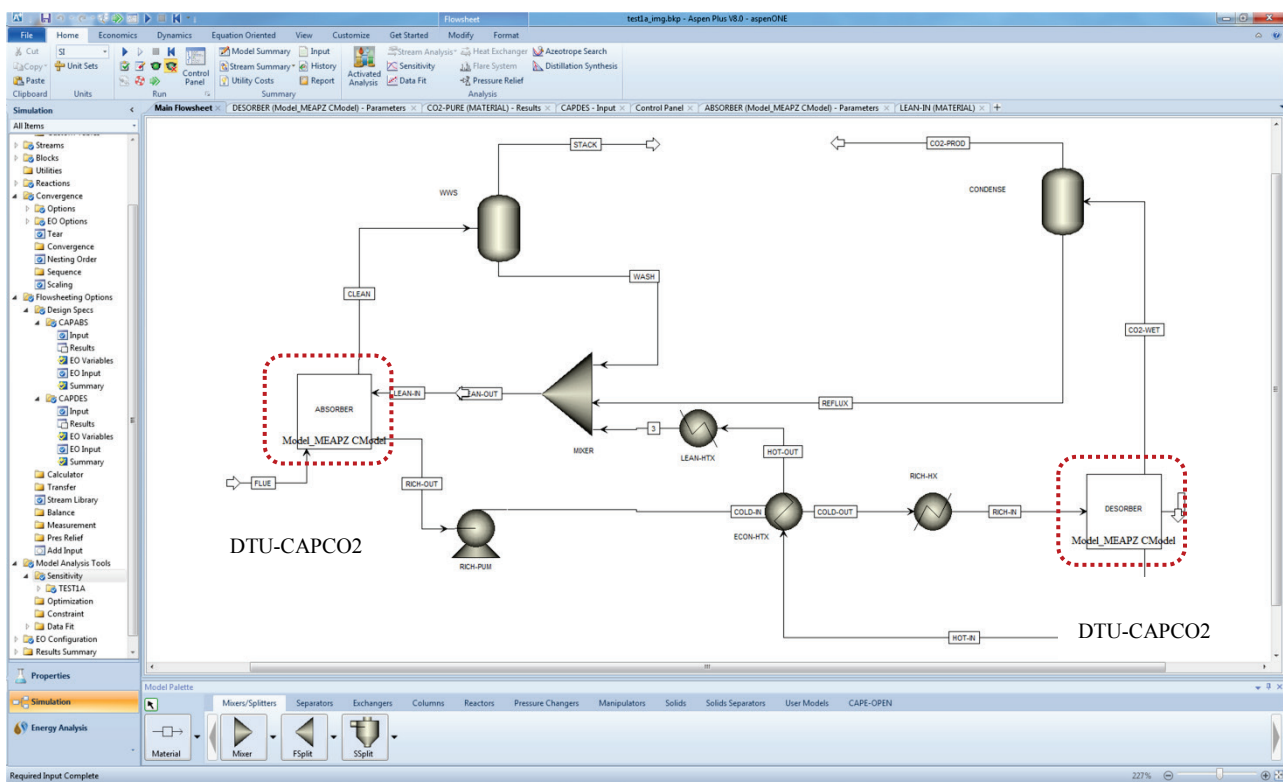 Flowsheet
test1a_img.bkp - Aspen Plus V8.0 - aspenONE
File Home Economics Dynamics Equation Oriented View Customize Get Started Modify Format
Cut
Copy
Paste
Clipboard
SI
Unit Sets
Units
Control Panel
Run
Model Summary
Stream Summary
Utility Costs
Input
History
Report
Summary
Activated Analysis
Stream Analysis
Sensitivity
Data Fit
Heat Exchanger
Flare System
Pressure Relief
Azeotrope Search
Distillation Synthesis
Analysis
Simulation
Main Flowsheet
DESORBER (Model_MEAPZ CModel) - Parameters
CO2-PURE (MATERIAL) - Results
CAPDES - Input
Control Panel
ABSORBER (Model_MEAPZ CModel) - Parameters
LEAN-IN (MATERIAL)
All Items
Streams
Blocks
Utilities
Reactions
Convergence
Options
EO Options
Tear
Convergence
Nesting Order
Sequence
Scaling
Flowsheeting Options
Design Specs
CAPABS
Input
Results
EO Variables
EO Input
Summary
CAPDES
Input
Results
EO Variables
EO Input
Summary
Calculator
Transfer
Stream Library
Balance
Measurement
Pres Relief
Add Input
Model Analysis Tools
Sensitivity
TEST1A
Optimization
Constraint
Data Fit
EO Configuration
Results Summary
Properties
Simulation
Energy Analysis
STACK
CO2-PROD
WWS
CONDENSE
WASH
CLEAN
CO2-WET
ABSORBER
Model_MEAPZ CModel
LEAN-IN
AN-OUT
REFLUX
MIXER
3
LEAN-HTX
HOT-OUT
FLUE
RICH-OUT
RICH-HX
COLD-IN
COLD-OUT
RICH-IN
DESORBER
Model_MEAPZ CModel
ECON-HTX
DTU-CAPCO2
RICH-PUM
HOT-IN
DTU-CAPCO2
Model Palette
Mixers/Splitters Separators Exchangers Columns Reactors Pressure Changers Manipulators Solids Solids Separators User Models CAPE-OPEN
Material
Mixer
FSplit
SSplit
Required Input Complete
227%